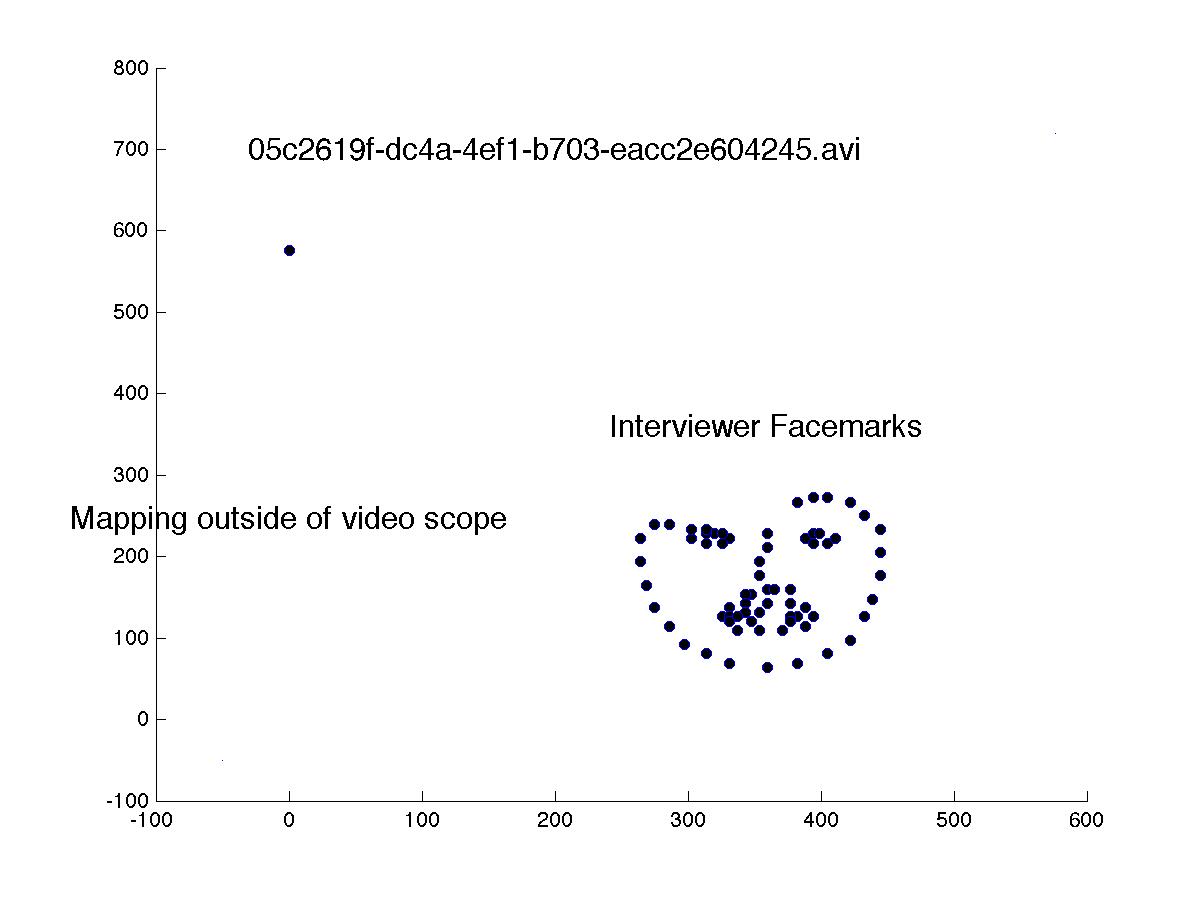 800
700
05c2619f-dc4a-4ef1-b703-eacc2e604245.avi
600
500
400
Interviewer Facemarks
300
Mapping outside of video scope
200
100
0
-100
-100 0 100 200 300 400 500 600